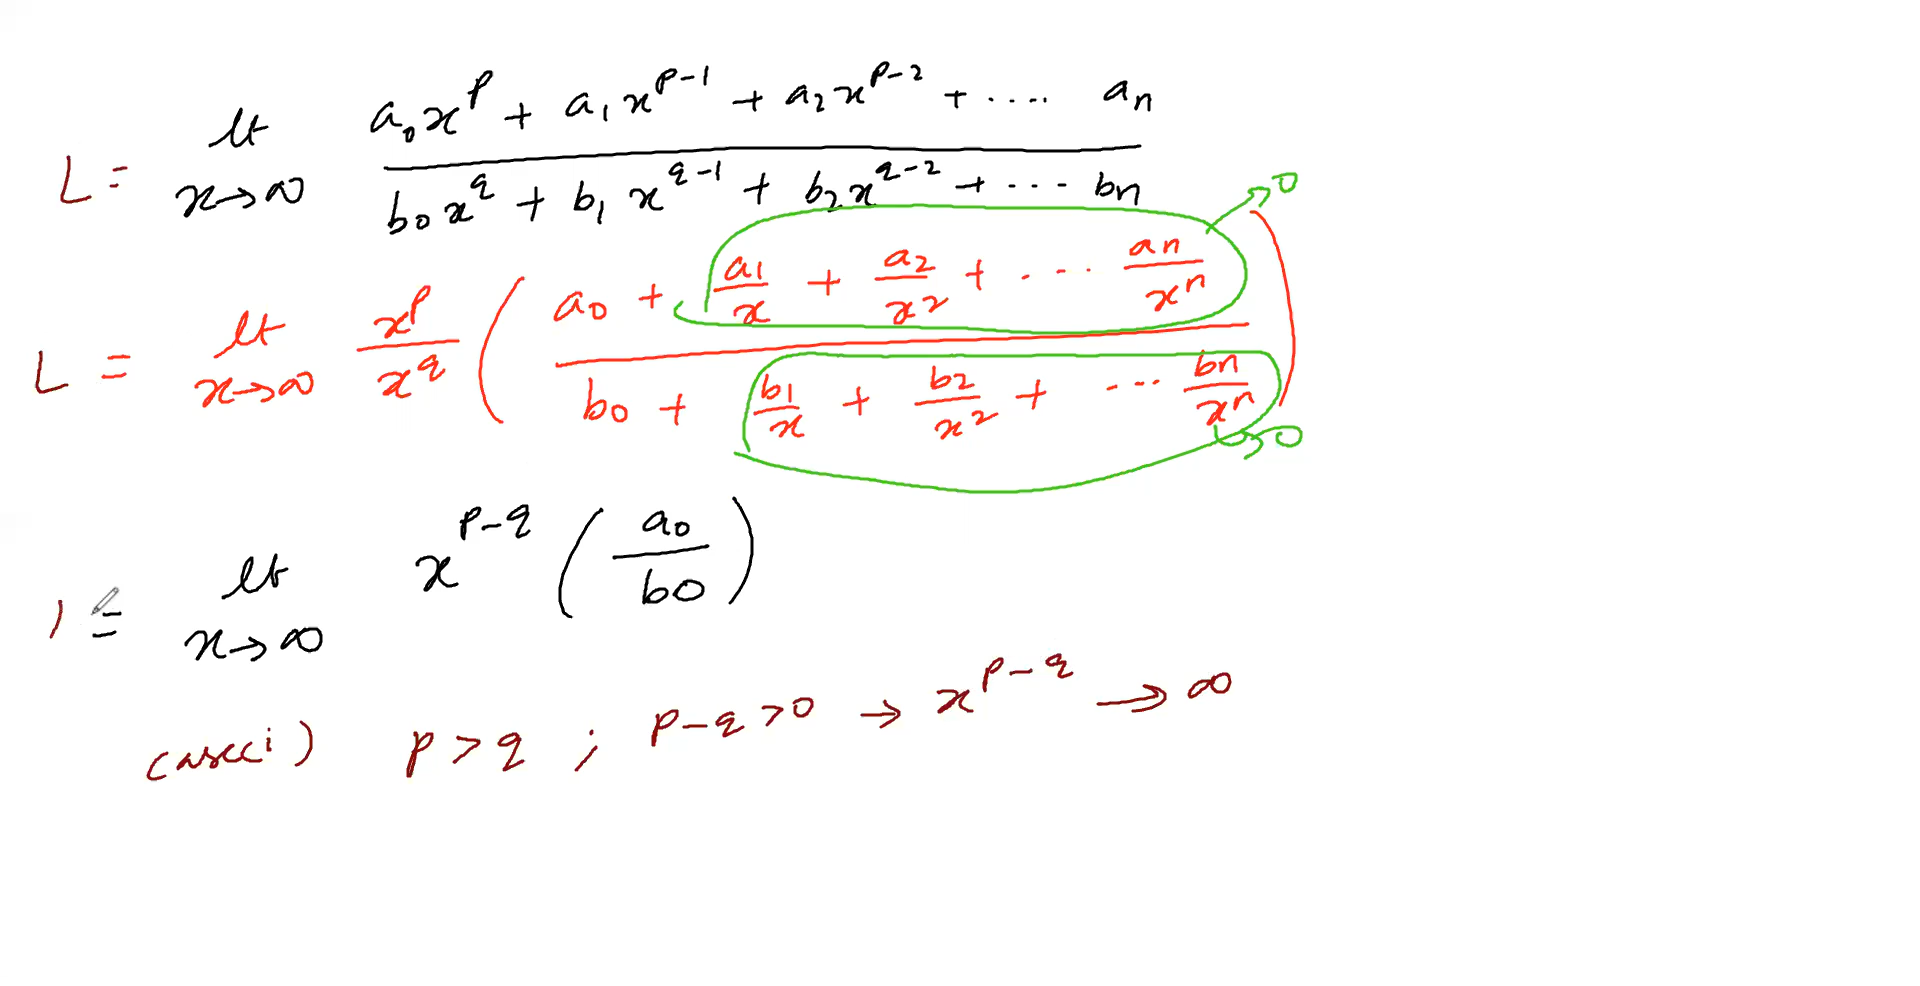 L = lt x→∞ (a₀x^p + a₁x^(p-1) + a₂x^(p-2) + .... aₙ) / (b₀x^q + b₁x^(q-1) + b₂x^(q-2) + ... bₙ)
L = lt x→∞ x^p/x^q ( (a₀ + a₁/x + a₂/x² + ... aₙ/xⁿ) / (b₀ + b₁/x + b₂/x² + ... bₙ/xⁿ) ) →0 →0
= lt x→∞ x^(p-q) (a₀/b₀)
case(i) p > q ; p-q >0 → x^(p-q) → ∞